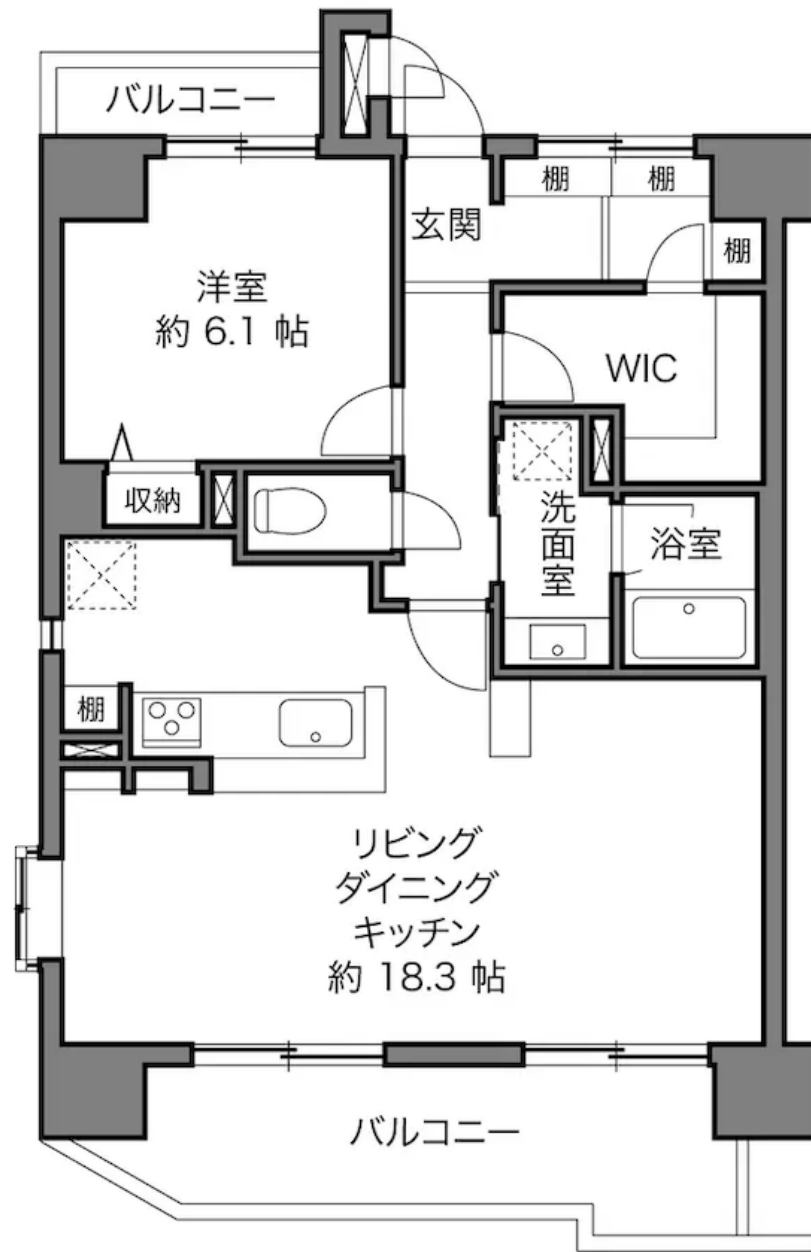 バルコニー
棚
棚
玄関
棚
洋室
約 6.1 帖
WIC
収納
洗面室
浴室
棚
リビング
ダイニング
キッチン
約 18.3 帖
バルコニー